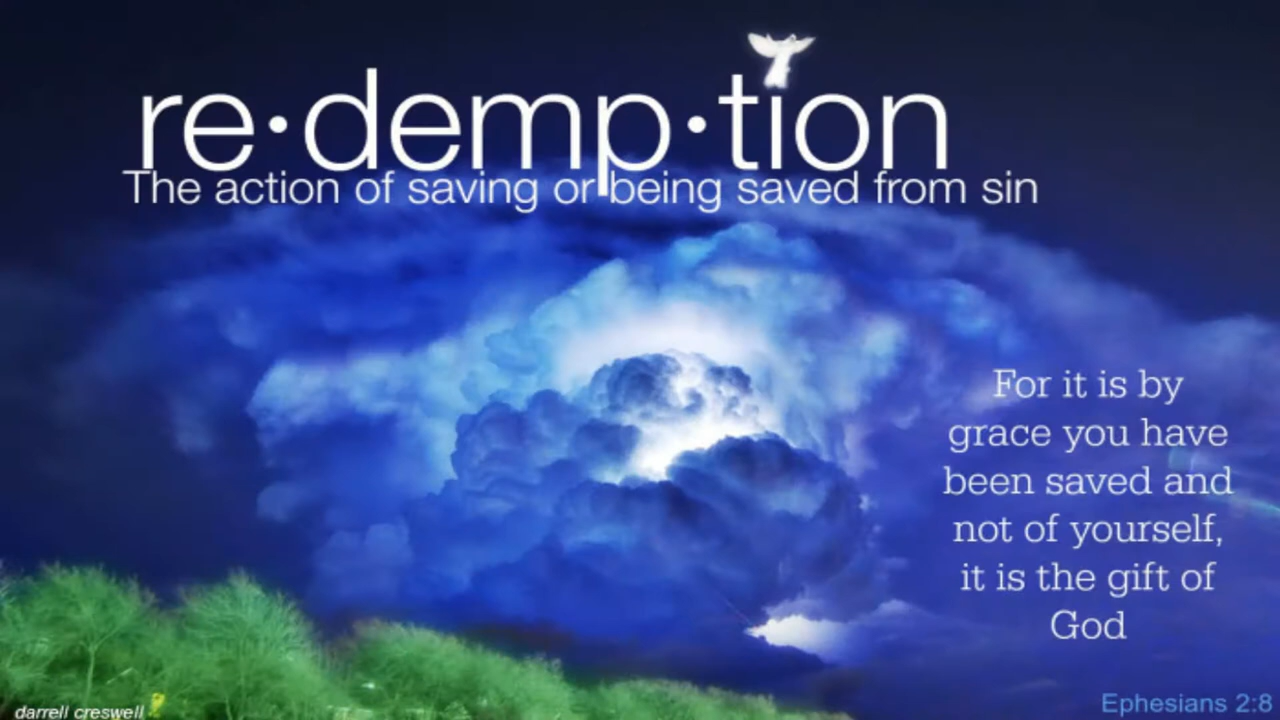 re·demp·tion
The action of saving or being saved from sin
For it is by
grace you have
been saved and
not of yourself,
it is the gift of
God
Ephesians 2:8
darrell creswell